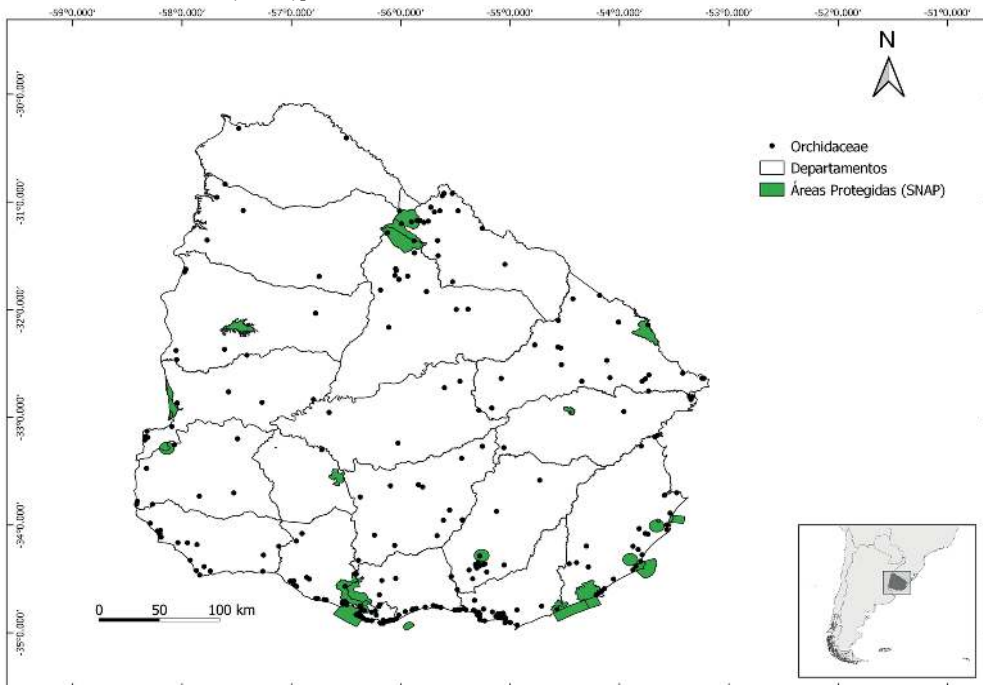 -59°0.000' -58°0.000' -57°0.000' -56°0.000' -55°0.000' -54°0.000' -53°0.000' -52°0.000' -51°0.000'
N
-30°0.000'
Orchidaceae
Departamentos
Áreas Protegidas (SNAP)
-31°0.000'
-32°0.000'
-33°0.000'
-34°0.000'
0 50 100 km
-35°0.000'